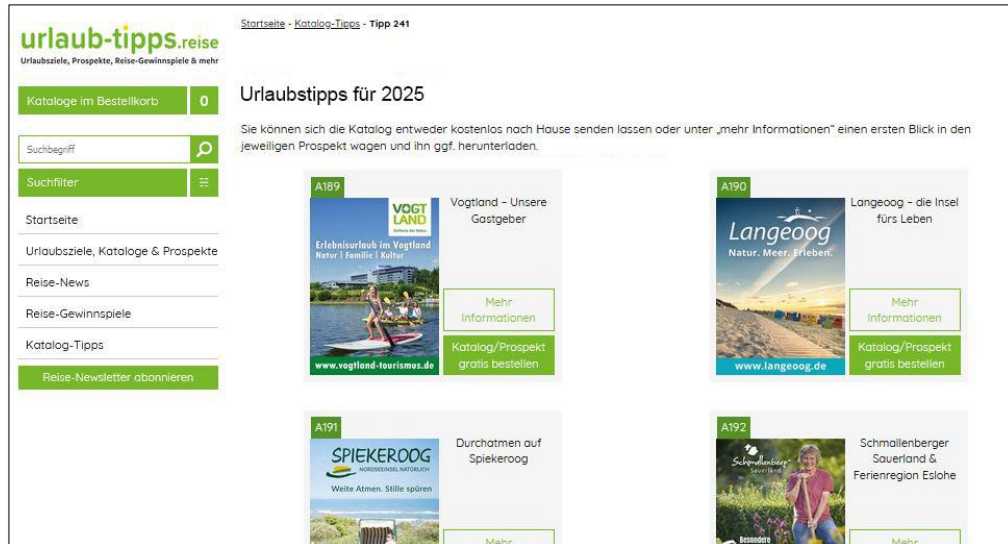 urlaub-tipps.reise
Urlaubsziele, Prospekte, Reise-Gewinnspiele & mehr
Kataloge im Bestellkorb 0
Suchbegriff
Suchfilter
Startseite
Urlaubsziele, Kataloge & Prospekte
Reise-News
Reise-Gewinnspiele
Katalog-Tipps
Reise-Newsletter abonnieren
Startseite - Katalog-Tipps - Tipp 241
Urlaubstipps für 2025
Sie können sich die Katalog entweder kostenlos nach Hause senden lassen oder unter „mehr Informationen“ einen ersten Blick in den
jeweiligen Prospekt wagen und ihn ggf. herunterladen.
A189
VOGT
LAND
Erlebnisurlaub im Vogtland
Natur | Familie | Kultur
www.vogtland-tourismus.de
Vogtland – Unsere
Gastgeber
Mehr
Informationen
Katalog/Prospekt
gratis bestellen
A190
Langeoog
Natur. Meer. Erleben.
www.langeoog.de
Langeoog – die Insel
fürs Leben
Mehr
Informationen
Katalog/Prospekt
gratis bestellen
A191
SPIEKEROOG
NORDSEEINSEL NATÜRLICH
Weite Atmen. Stille spüren
Durchatmen auf
Spiekeroog
Mehr
A192
Schmallenberger
Sauerland
Besondere
Schmallenberger
Sauerland &
Ferienregion Eslohe
Mehr